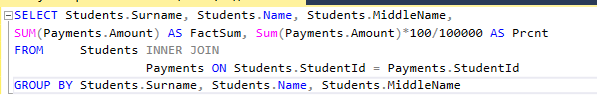 SELECT Students.Surname, Students.Name, Students.MiddleName,
SUM(Payments.Amount) AS FactSum, Sum(Payments.Amount)*100/100000 AS Prcnt
FROM Students INNER JOIN
Payments ON Students.StudentId = Payments.StudentId
GROUP BY Students.Surname, Students.Name, Students.MiddleName